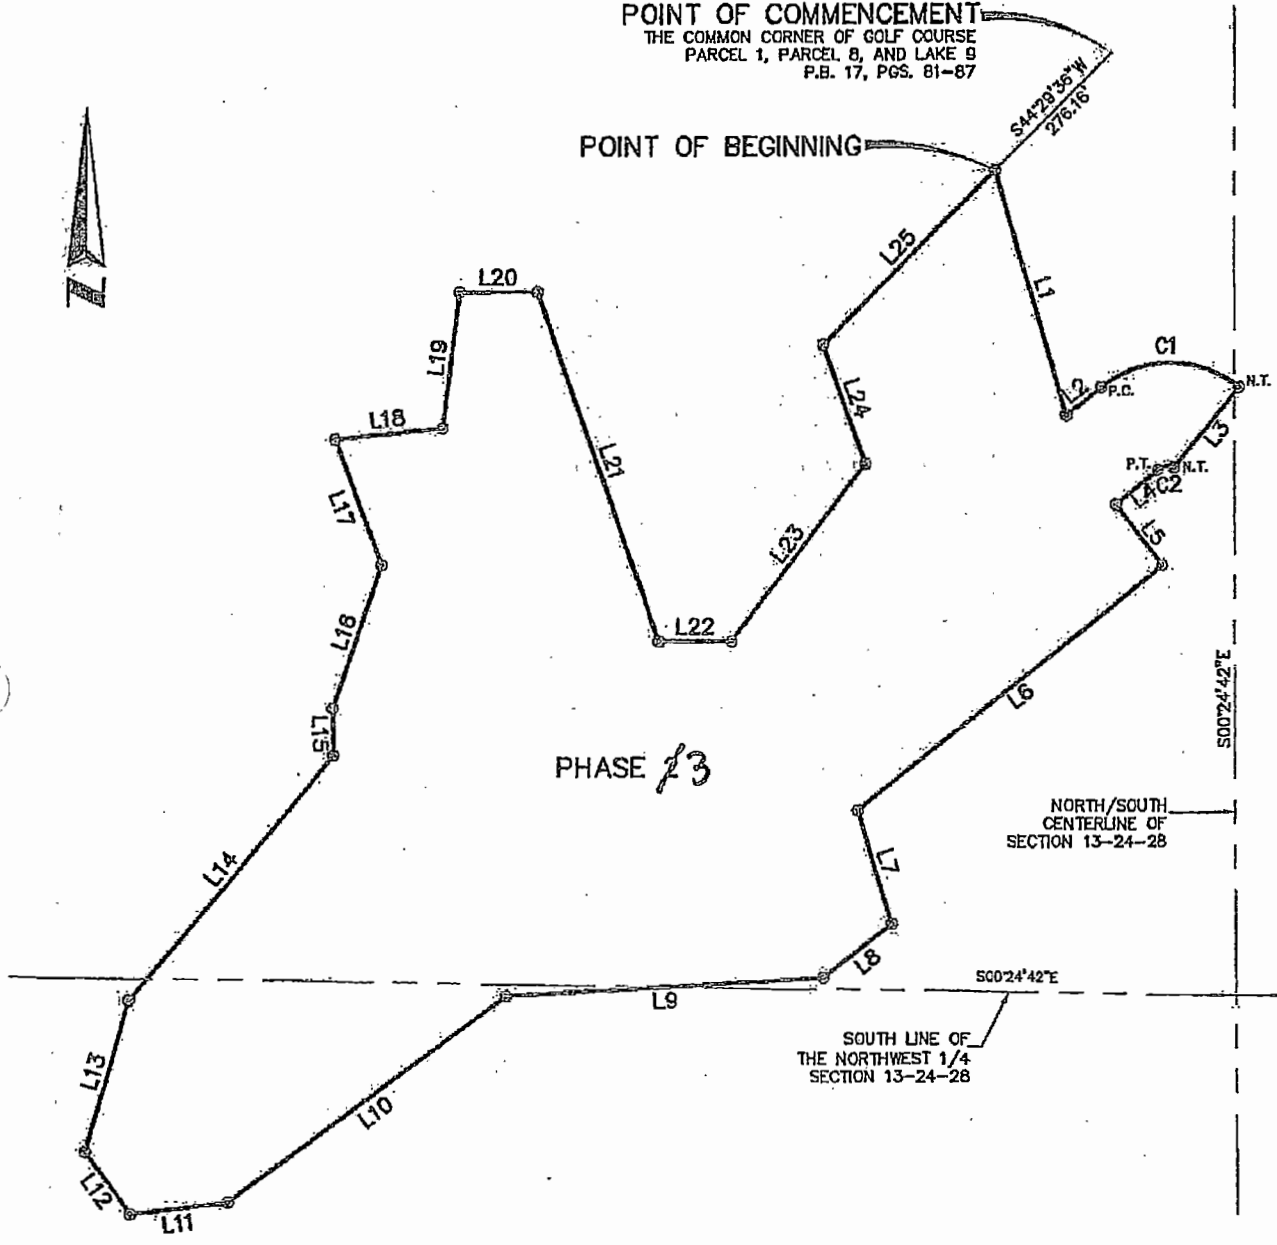 POINT OF COMMENCEMENT
THE COMMON CORNER OF GOLF COURSE
PARCEL 1, PARCEL 8, AND LAKE 9
P.B. 17, PGS. 81-87
S44°29'36"W
276.16'
POINT OF BEGINNING
N
L25
L1
L20
C1
L19
L2
P.C.
N.T.
L24
L18
L3
L21
P.T.
N.T.
L4
C2
L17
L5
L23
L16
L22
S00°24'42"E
L6
L15
PHASE 3
NORTH/SOUTH
CENTERLINE OF
SECTION 13-24-28
L7
L14
L8
S00°24'42"E
L9
SOUTH LINE OF
THE NORTHWEST 1/4
SECTION 13-24-28
L13
L10
L12
L11